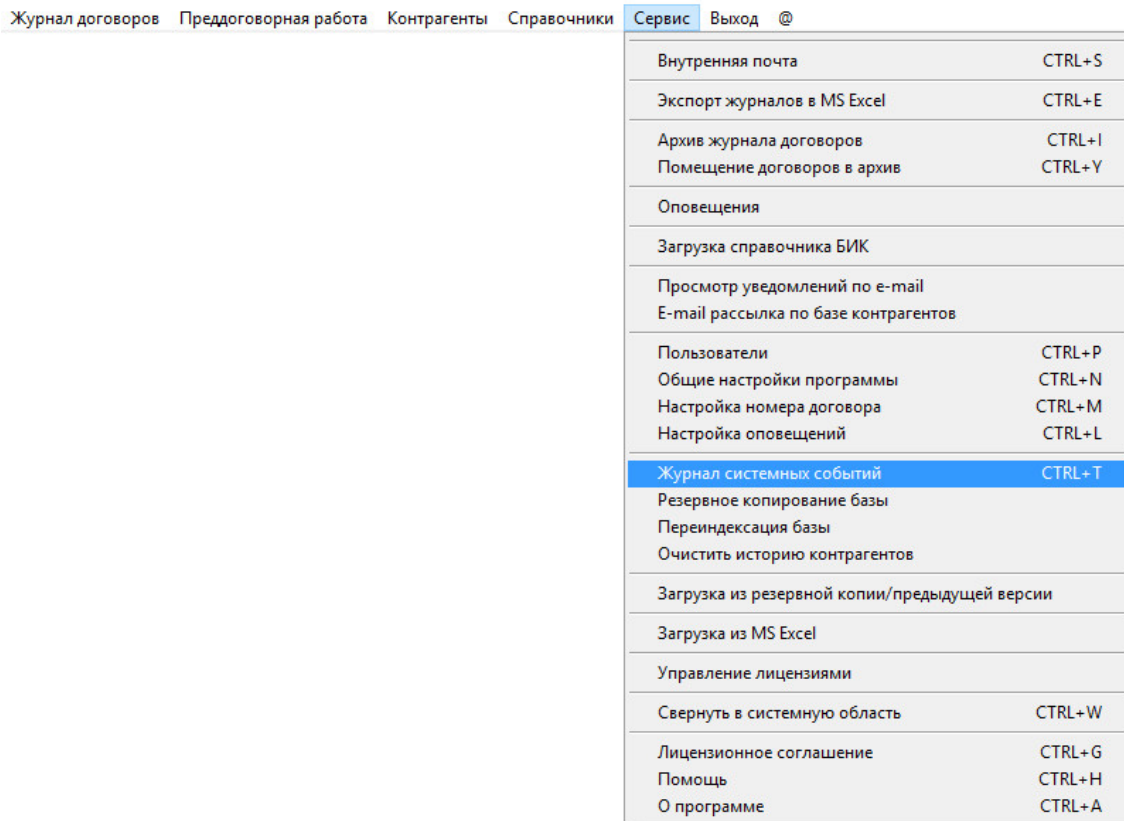 Журнал договоров Преддоговорная работа Контрагенты Справочники Сервис Выход @
Внутренняя почта CTRL+S
Экспорт журналов в MS Excel CTRL+E
Архив журнала договоров CTRL+I
Помещение договоров в архив CTRL+Y
Оповещения
Загрузка справочника БИК
Просмотр уведомлений по e-mail
E-mail рассылка по базе контрагентов
Пользователи CTRL+P
Общие настройки программы CTRL+N
Настройка номера договора CTRL+M
Настройка оповещений CTRL+L
Журнал системных событий CTRL+T
Резервное копирование базы
Переиндексация базы
Очистить историю контрагентов
Загрузка из резервной копии/предыдущей версии
Загрузка из MS Excel
Управление лицензиями
Свернуть в системную область CTRL+W
Лицензионное соглашение CTRL+G
Помощь CTRL+H
О программе CTRL+A